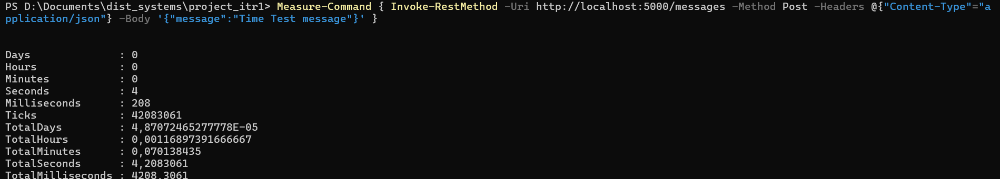 PS D:\Documents\dist_systems\project_itr1> Measure-Command { Invoke-RestMethod -Uri http://localhost:5000/messages -Method Post -Headers @{"Content-Type"="a
pplication/json"} -Body '{"message":"Time Test message"}' }
Days              : 0
Hours             : 0
Minutes           : 0
Seconds           : 4
Milliseconds      : 208
Ticks             : 42083061
TotalDays         : 4,87072465277778E-05
TotalHours        : 0,00116897391666667
TotalMinutes      : 0,070138435
TotalSeconds      : 4,2083061
TotalMilliseconds : 4208,3061